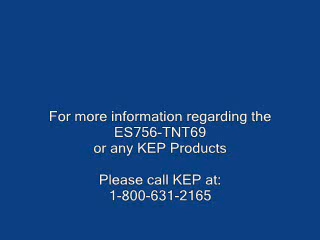 For more information regarding the
ES756-TNT69
or any KEP Products
Please call KEP at:
1-800-631-2165